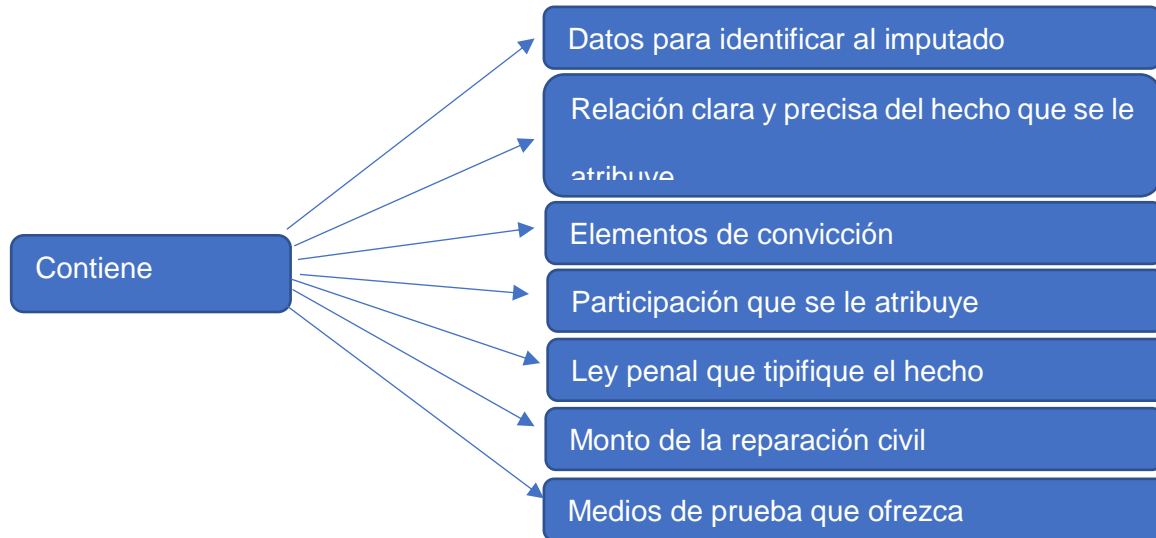 Datos para identificar al imputado
Relación clara y precisa del hecho que se le
atribuye
Elementos de convicción
Contiene
Participación que se le atribuye
Ley penal que tipifique el hecho
Monto de la reparación civil
Medios de prueba que ofrezca